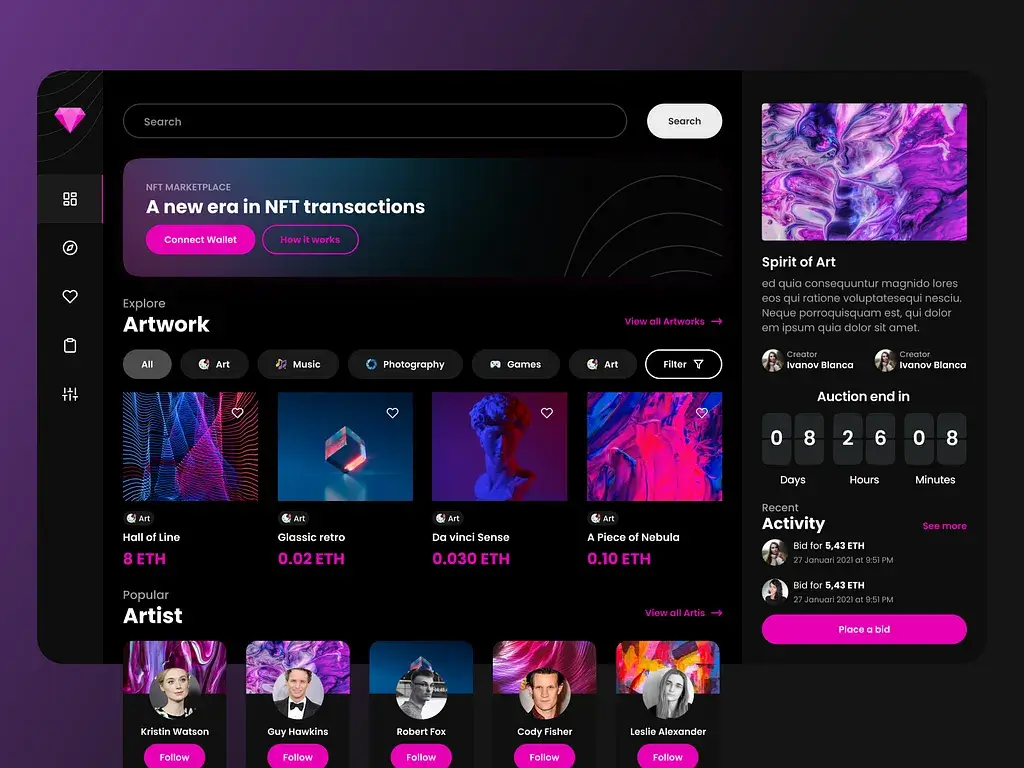 Search
Search
NFT MARKETPLACE
A new era in NFT transactions
Connect Wallet
How it works
Explore
Artwork
View all Artworks
All
Art
Music
Photography
Games
Art
Filter
Art
Hall of Line
8 ETH
Art
Glassic retro
0.02 ETH
Art
Da vinci Sense
0.030 ETH
Art
A Piece of Nebula
0.10 ETH
Popular
Artist
View all Artis
Kristin Watson
Follow
Guy Hawkins
Follow
Robert Fox
Follow
Cody Fisher
Follow
Leslie Alexander
Follow
Spirit of Art
ed quia consequuntur magnido lores
eos qui ratione voluptatesequi nesciu.
Neque porroquisquam est, qui dolor
em ipsum quia dolor sit amet.
Creator
Ivanov Blanca
Creator
Ivanov Blanca
Auction end in
0 8 2 6 0 8
Days Hours Minutes
Recent
Activity
See more
Bid for 5,43 ETH
27 Januari 2021 at 9:51 PM
Bid for 5,43 ETH
27 Januari 2021 at 9:51 PM
Place a bid